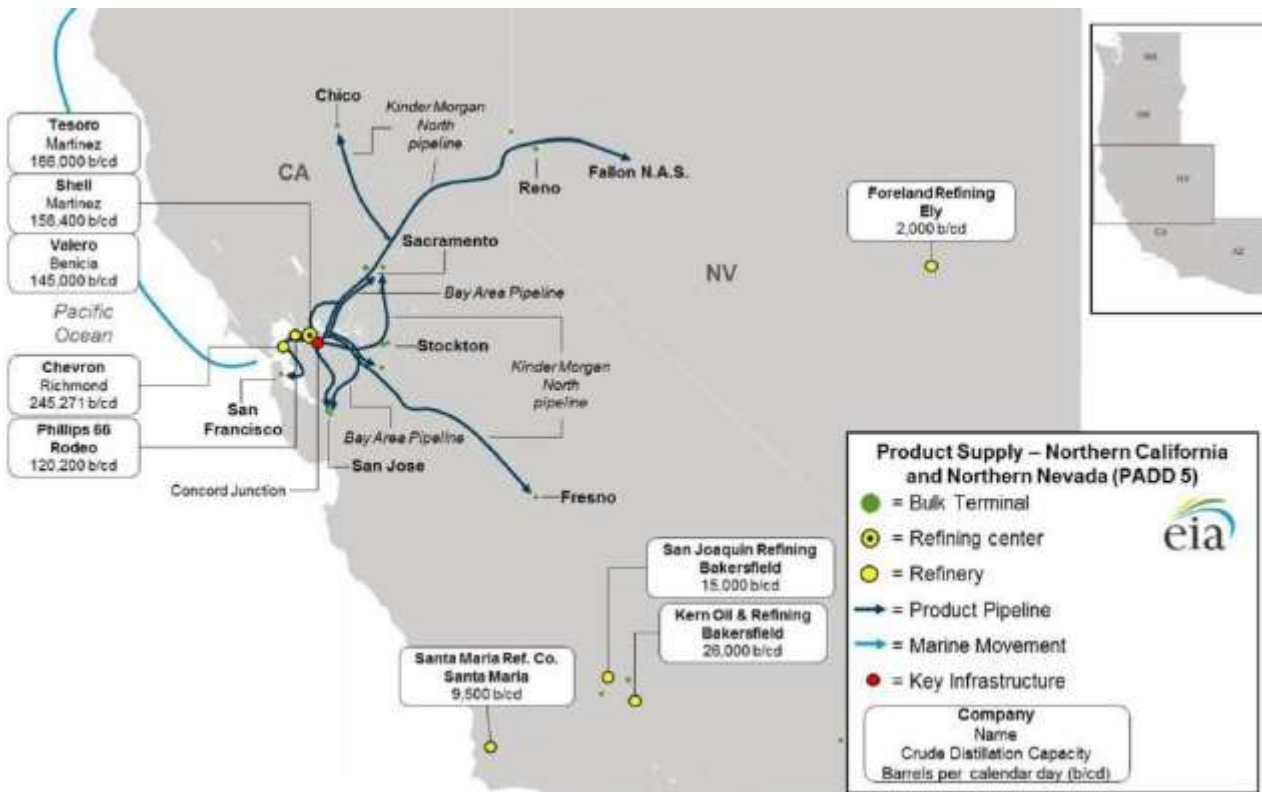 Tesoro
Martinez
166,000 b/cd
Shell
Martinez
156,400 b/cd
Valero
Benicia
145,000 b/cd
Pacific
Ocean
Chevron
Richmond
245,271 b/cd
Phillips 66
Rodeo
120,200 b/cd
Concord Junction
San
Francisco
San Jose
Bay Area Pipeline
Chico
Kinder Morgan
North
pipeline
CA
Reno
Fallon N.A.S.
Sacramento
Bay Area Pipeline
Stockton
Kinder Morgan
North
pipeline
Fresno
NV
Foreland Refining
Ely
2,000 b/cd
San Joaquin Refining
Bakersfield
15,000 b/cd
Kern Oil & Refining
Bakersfield
26,000 b/cd
Santa Maria Ref. Co.
Santa Maria
9,500 b/cd
WA
OR
NV
CA
AZ
Product Supply – Northern California
and Northern Nevada (PADD 5)
= Bulk Terminal
eia
= Refining center
= Refinery
= Product Pipeline
= Marine Movement
= Key Infrastructure
Company
Name
Crude Distillation Capacity
Barrels per calendar day (b/cd)